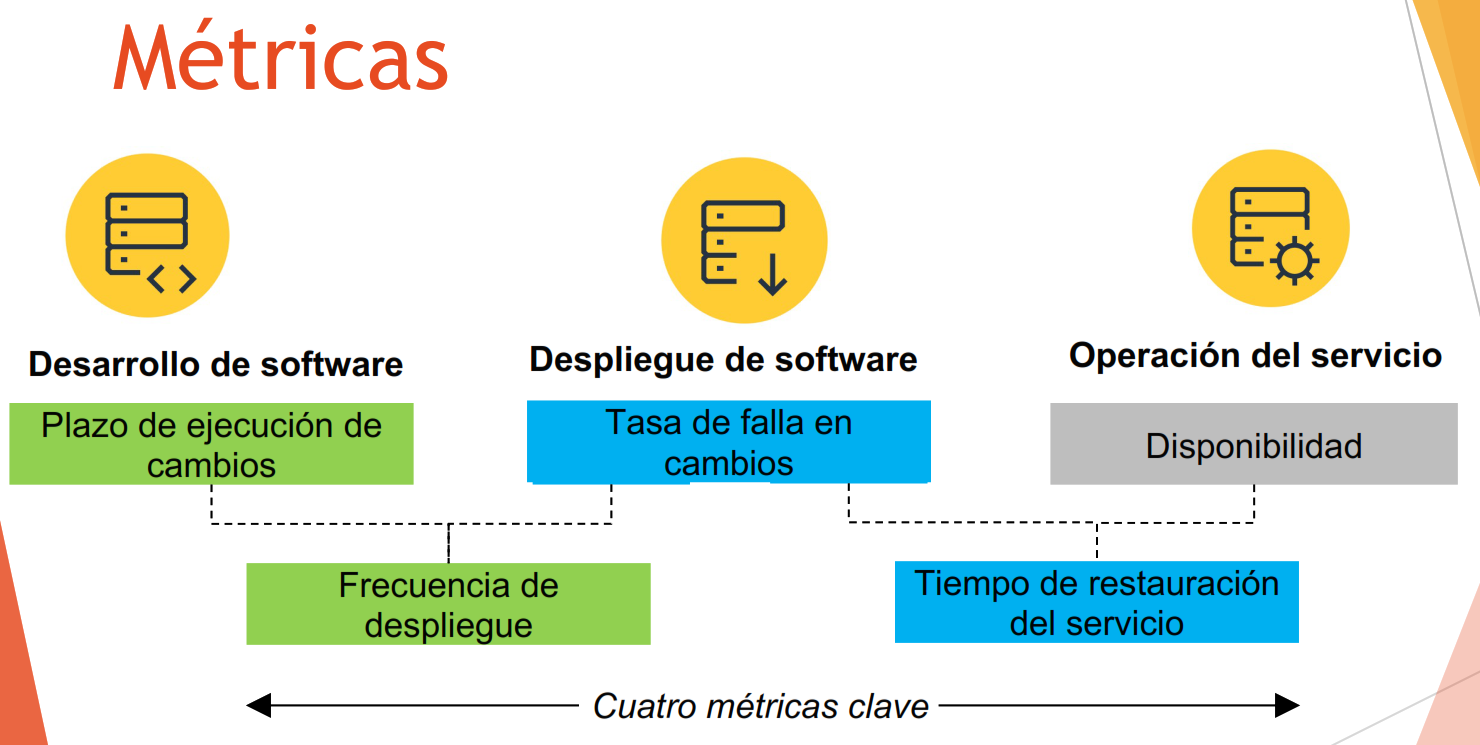 Métricas
Desarrollo de software
Plazo de ejecución de
cambios
Despliegue de software
Tasa de falla en
cambios
Operación del servicio
Disponibilidad
Frecuencia de
despliegue
Tiempo de restauración
del servicio
Cuatro métricas clave